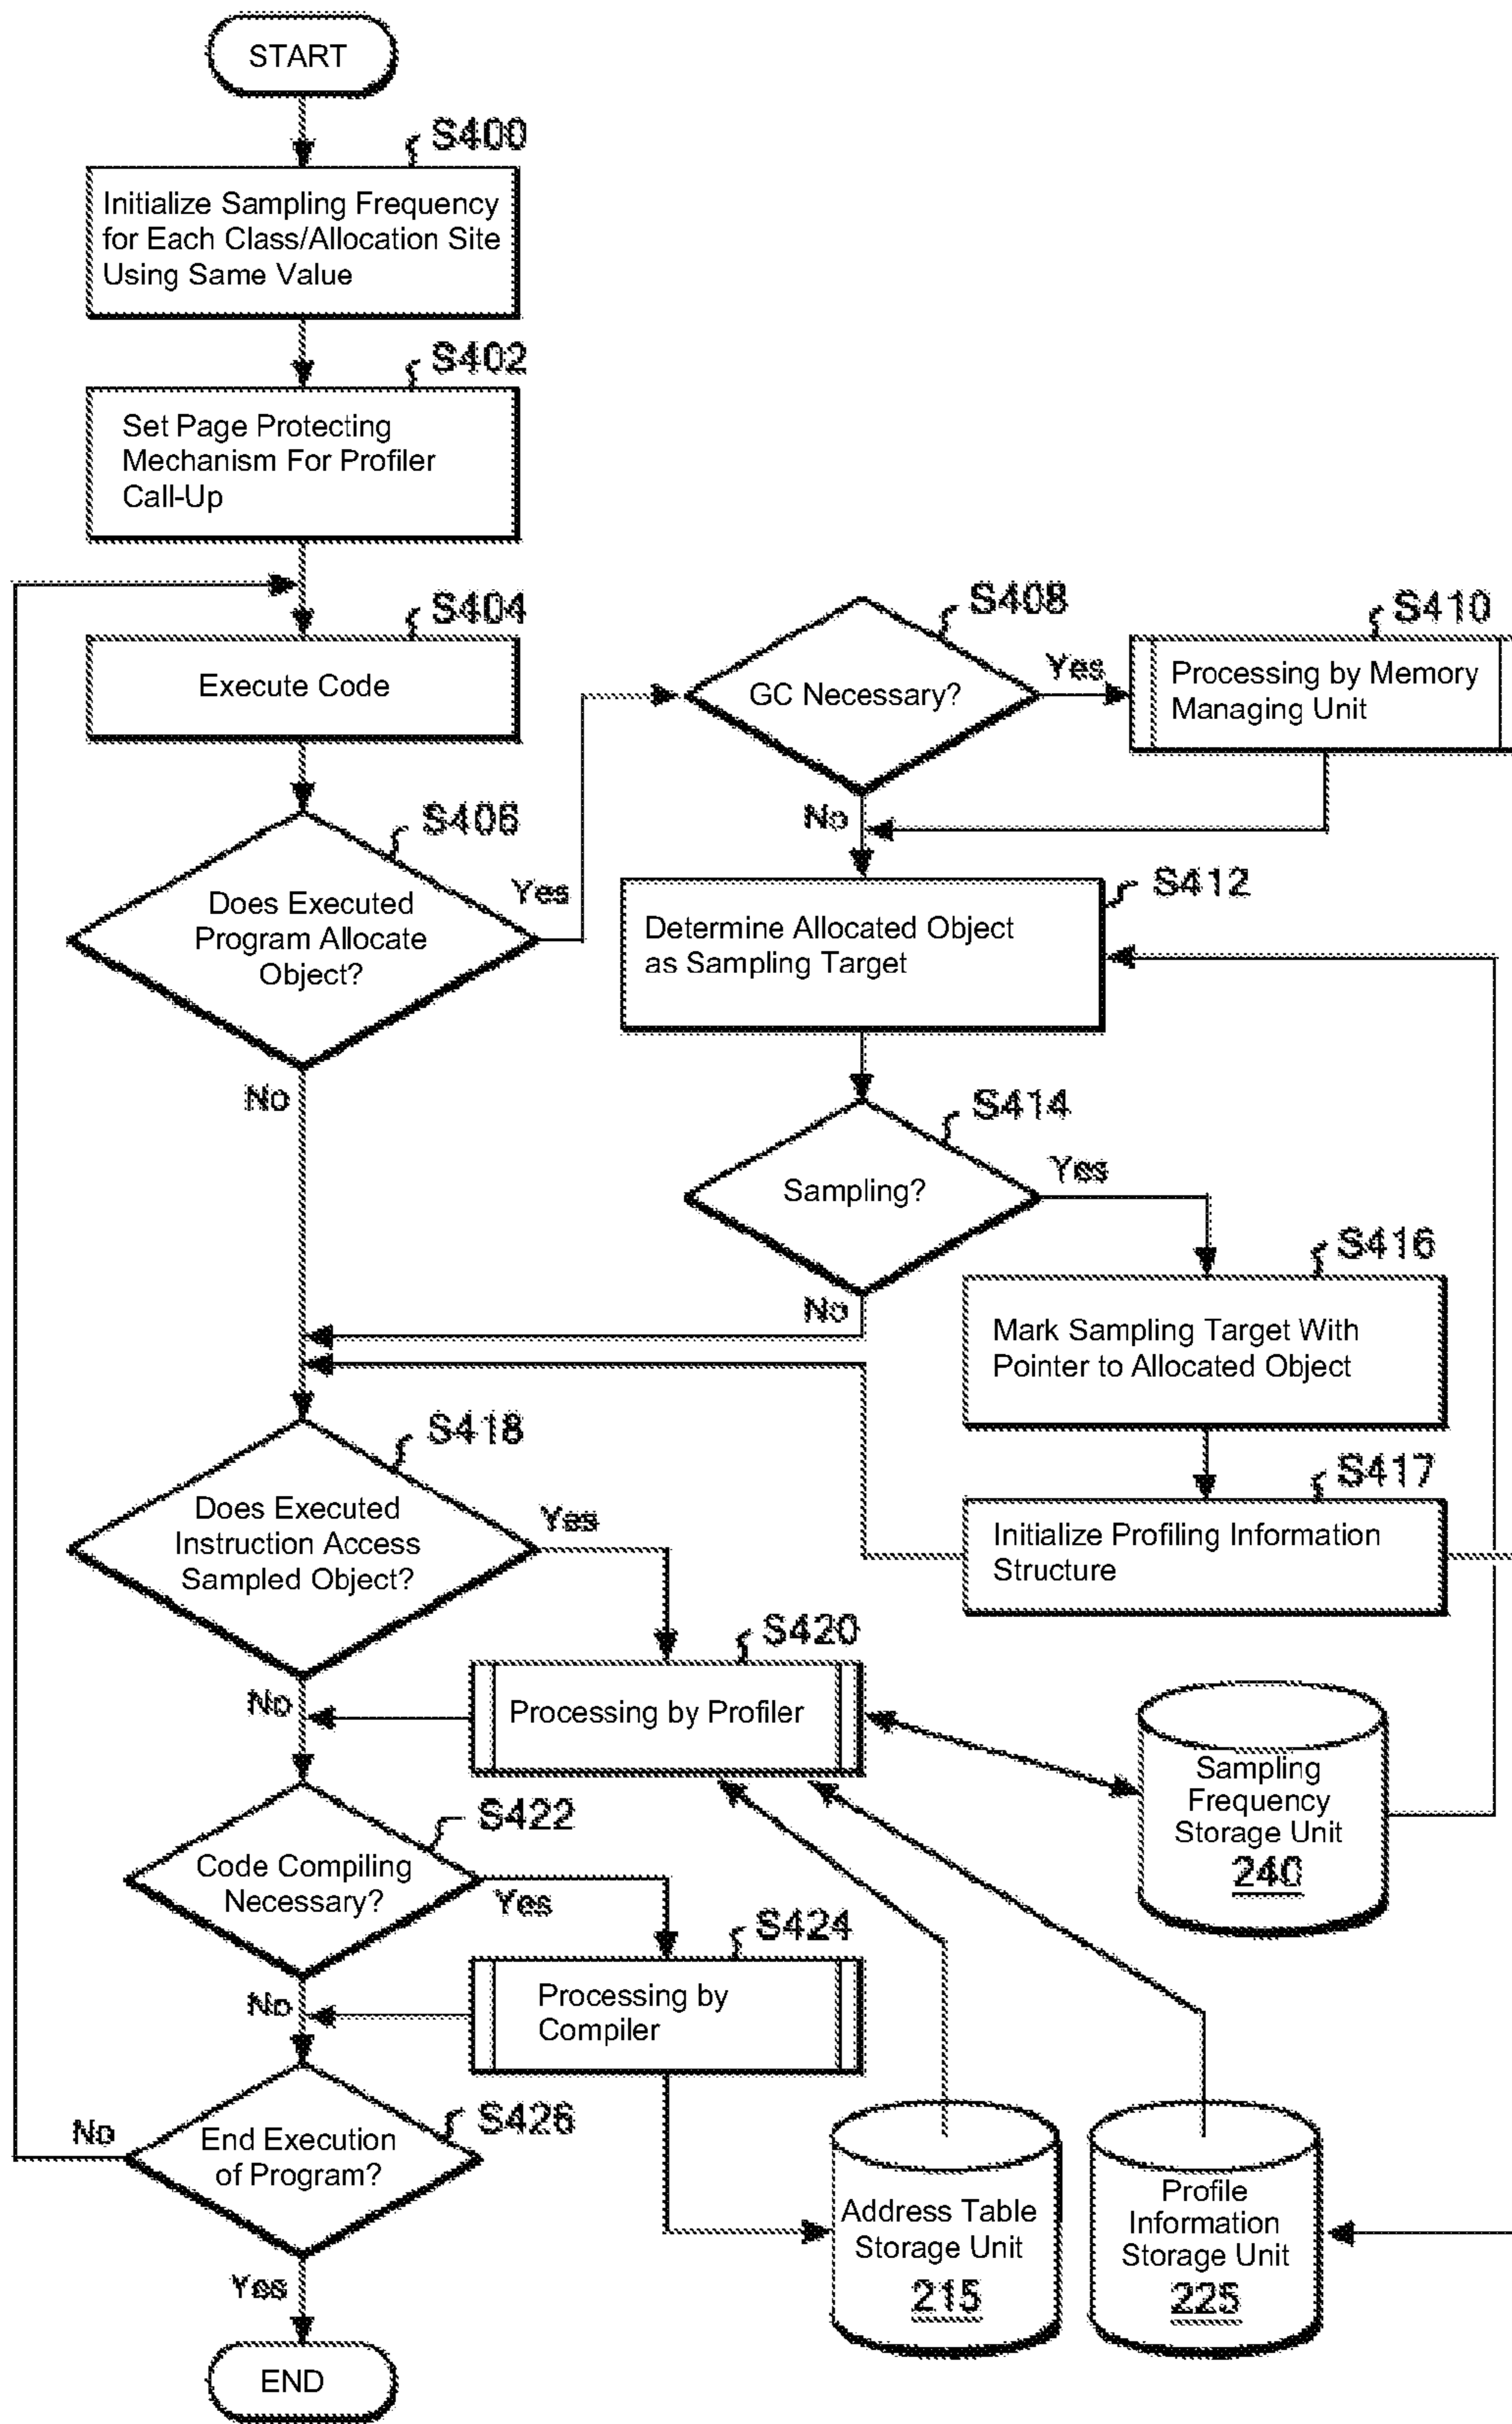 START
S400
Initialize Sampling Frequency
for Each Class/Allocation Site
Using Same Value
S402
Set Page Protecting
Mechanism For Profiler
Call-Up
S404
Execute Code
S406
Does Executed
Program Allocate
Object?
Yes
No
S408
GC Necessary?
Yes
No
S410
Processing by Memory
Managing Unit
S412
Determine Allocated Object
as Sampling Target
S414
Sampling?
Yes
No
S416
Mark Sampling Target With
Pointer to Allocated Object
S417
Initialize Profiling Information
Structure
S418
Does Executed
Instruction Access
Sampled Object?
Yes
No
S420
Processing by Profiler
Sampling
Frequency
Storage Unit
240
S422
Code Compiling
Necessary?
Yes
No
S424
Processing by
Compiler
S426
End Execution
of Program?
No
Yes
Address Table
Storage Unit
215
Profile
Information
Storage Unit
225
END